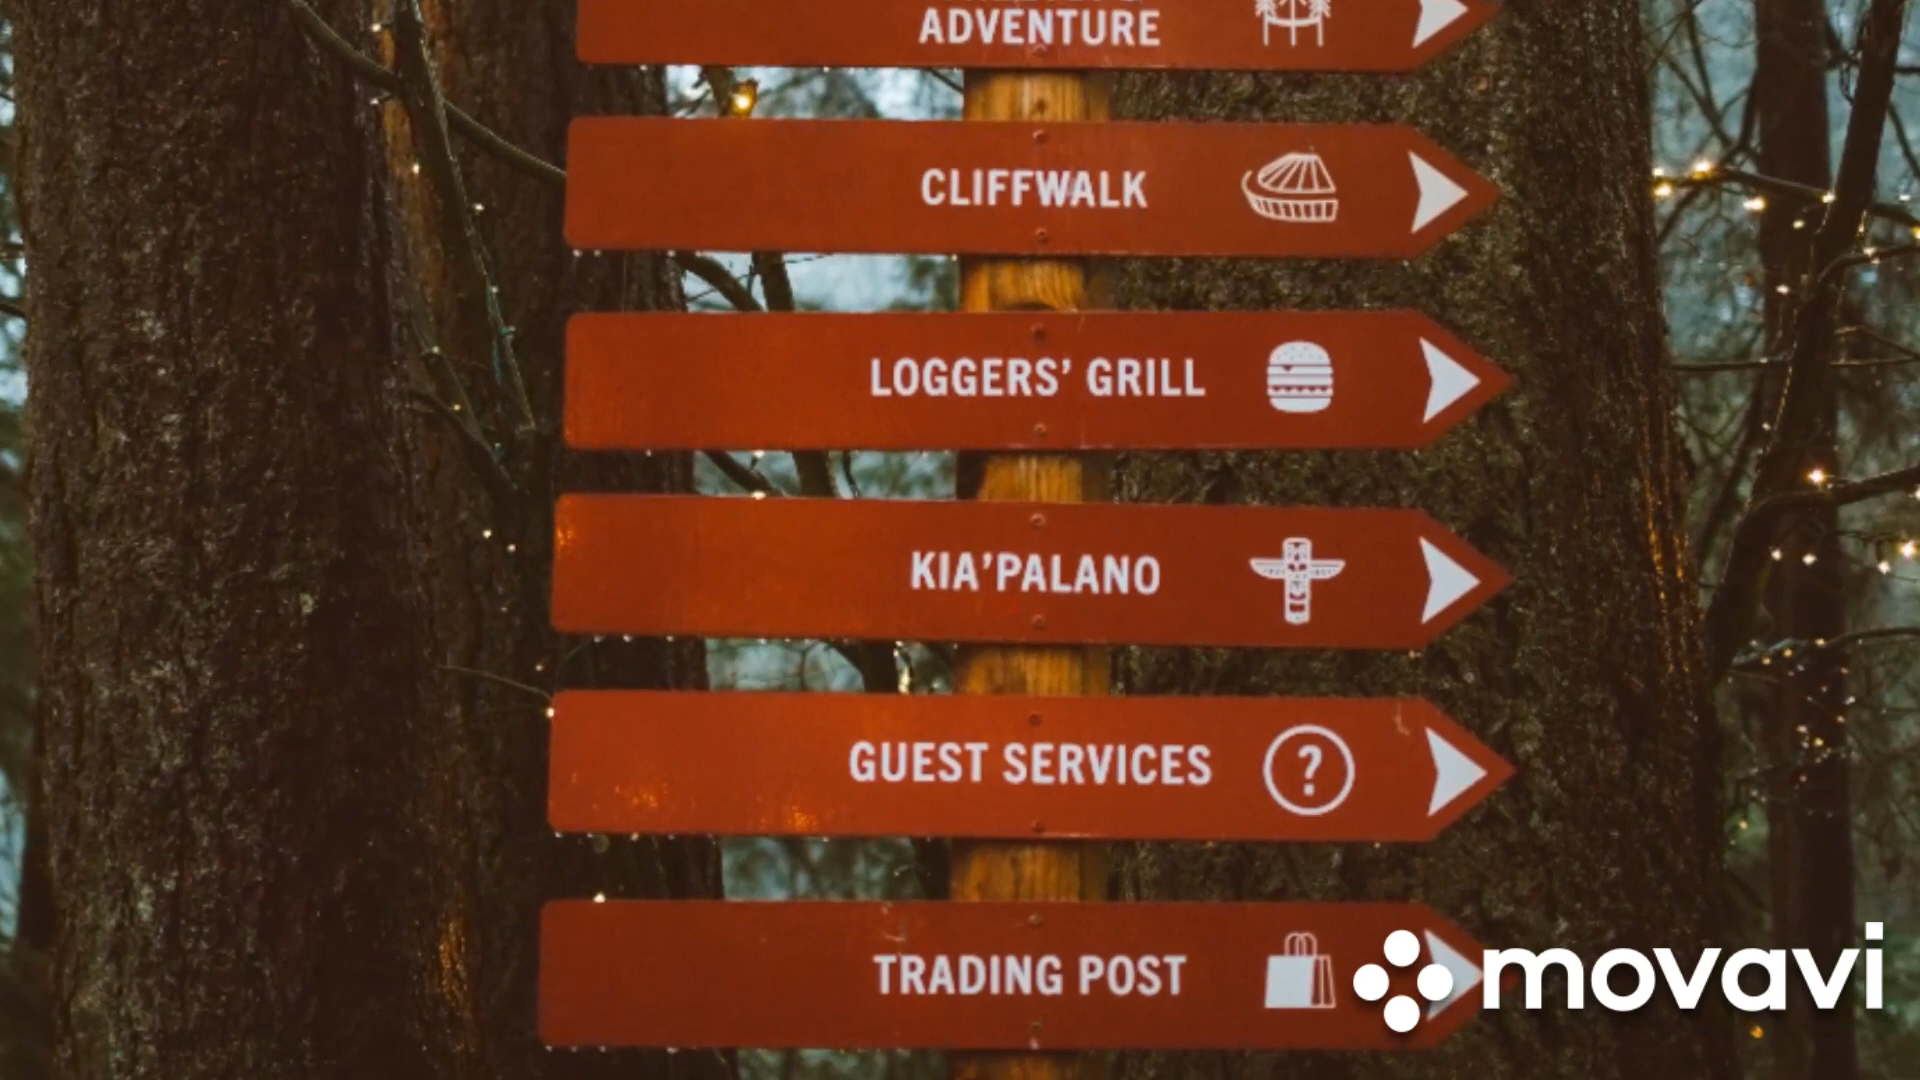 ADVENTURE
CLIFFWALK
LOGGERS' GRILL
KIA'PALANO
GUEST SERVICES
?
TRADING POST
movavi